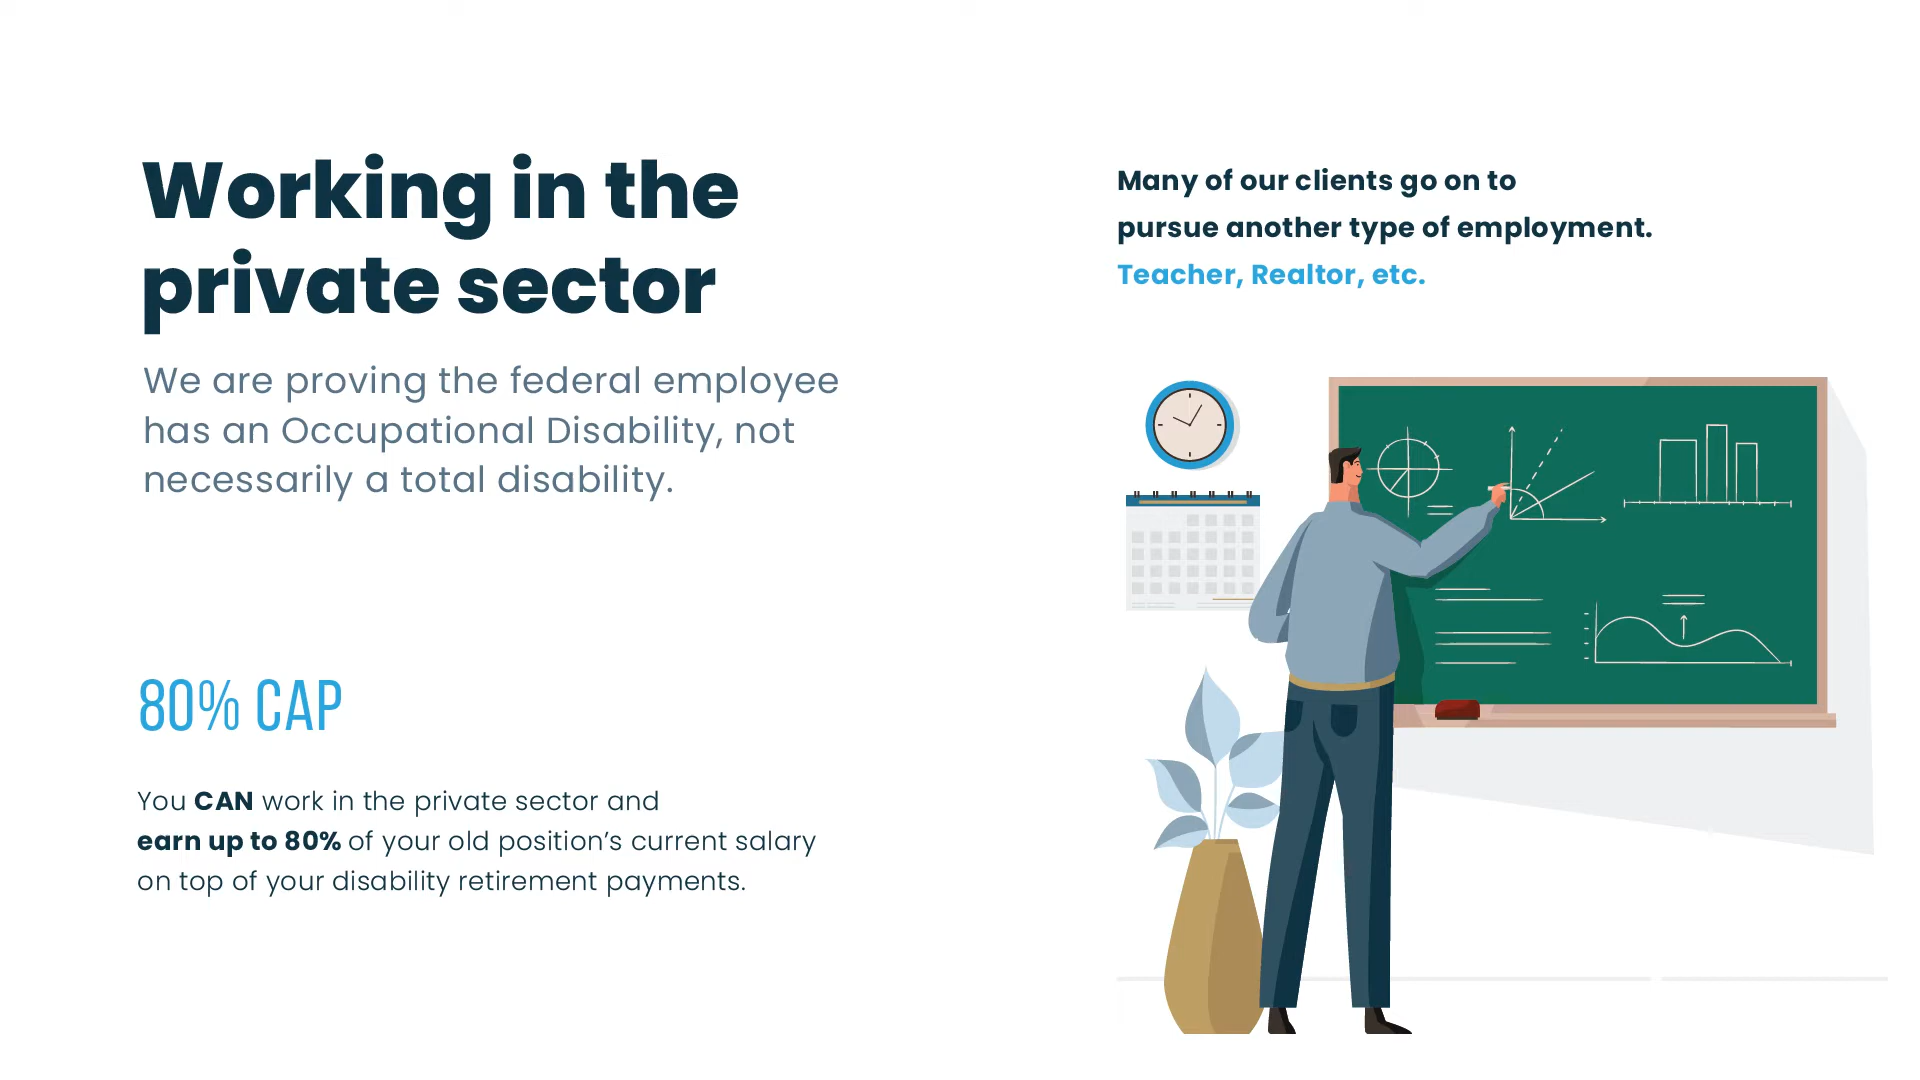 Working in the
private sector
We are proving the federal employee
has an Occupational Disability, not
necessarily a total disability.
80% CAP
You CAN work in the private sector and
earn up to 80% of your old position’s current salary
on top of your disability retirement payments.
Many of our clients go on to
pursue another type of employment.
Teacher, Realtor, etc.